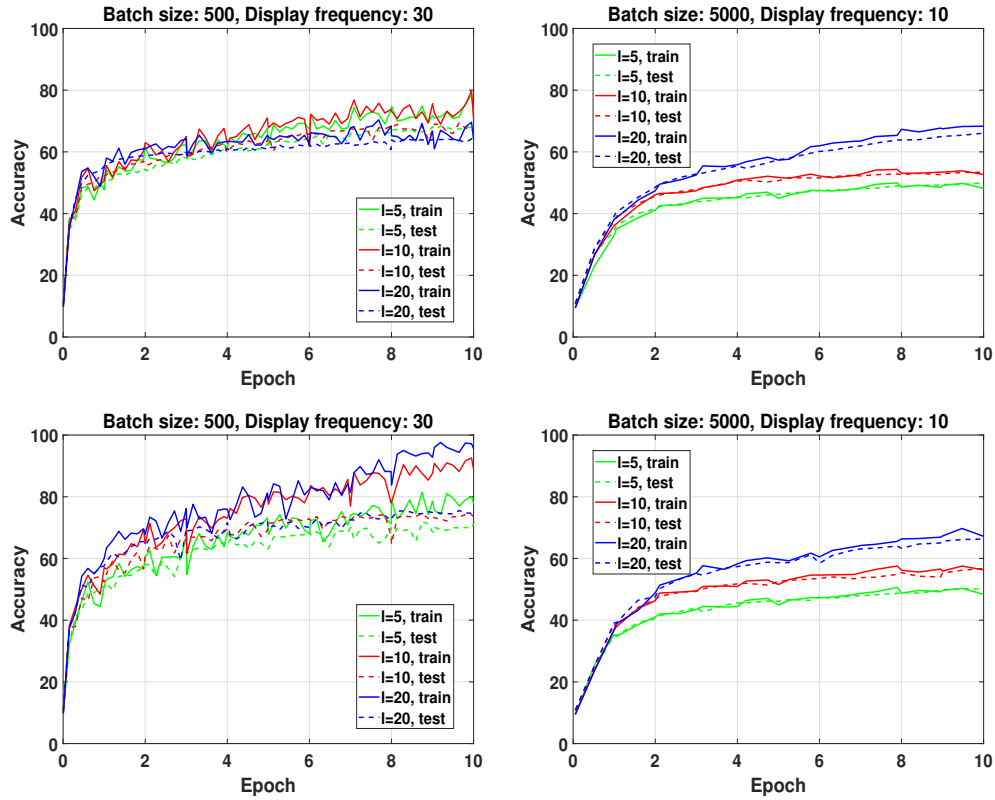 Batch size: 500, Display frequency: 30
100
80
60
40
20
0
Accuracy
l=5, train
l=5, test
l=10, train
l=10, test
l=20, train
l=20, test
0 2 4 6 8 10
Epoch
Batch size: 5000, Display frequency: 10
100
80
60
40
20
0
Accuracy
l=5, train
l=5, test
l=10, train
l=10, test
l=20, train
l=20, test
0 2 4 6 8 10
Epoch
Batch size: 500, Display frequency: 30
100
80
60
40
20
0
Accuracy
l=5, train
l=5, test
l=10, train
l=10, test
l=20, train
l=20, test
0 2 4 6 8 10
Epoch
Batch size: 5000, Display frequency: 10
100
80
60
40
20
0
Accuracy
l=5, train
l=5, test
l=10, train
l=10, test
l=20, train
l=20, test
0 2 4 6 8 10
Epoch